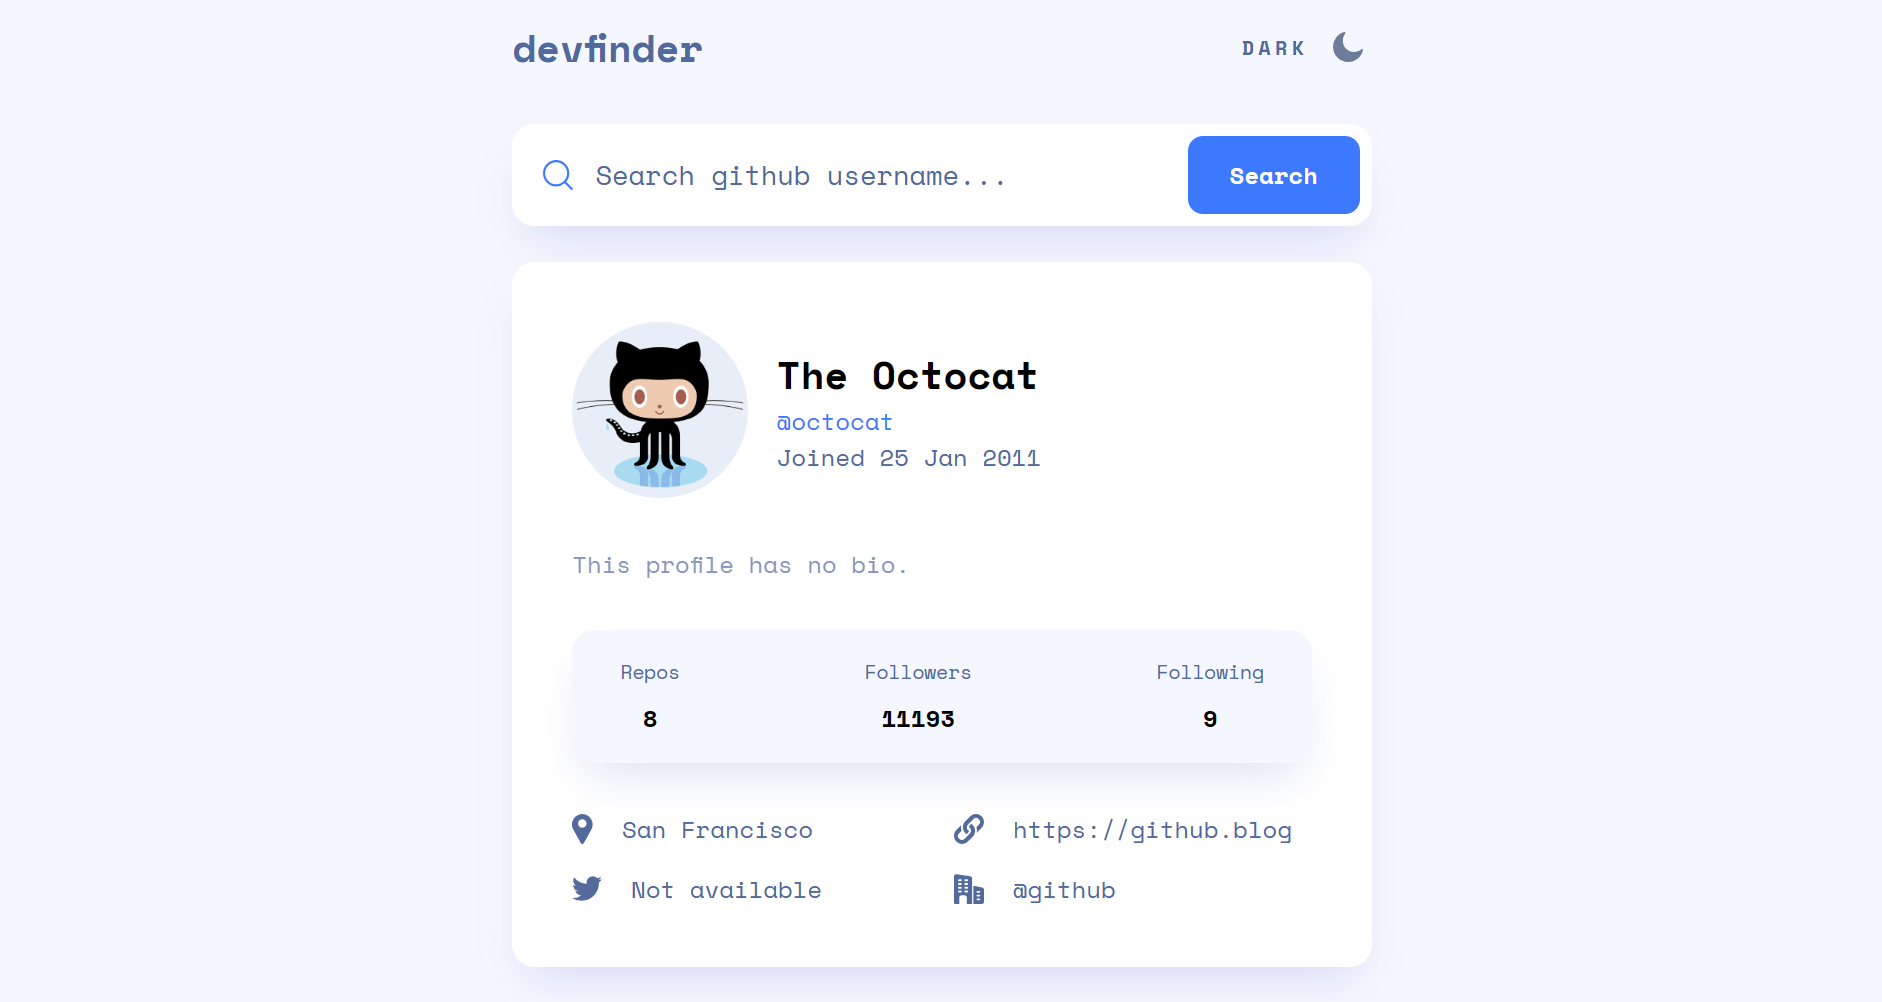 devfinder
DARK
Search github username...
Search
The Octocat
@octocat
Joined 25 Jan 2011
This profile has no bio.
Repos Followers Following
8 11193 9
San Francisco https://github.blog
Not available @github